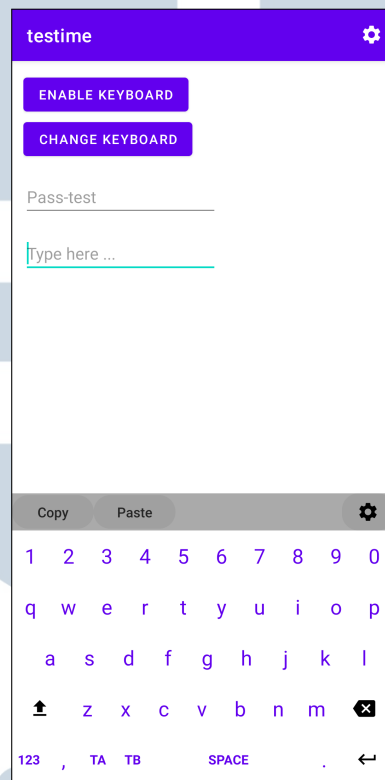 testime
ENABLE KEYBOARD
CHANGE KEYBOARD
Pass-test
Type here ...
Copy Paste
1 2 3 4 5 6 7 8 9 0
q w e r t y u i o p
a s d f g h j k l
z x c v b n m
123 , TA TB SPACE .